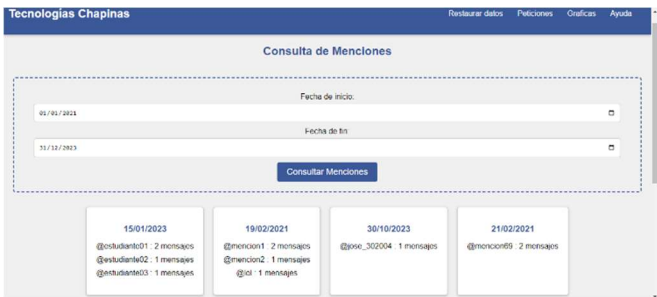 Tecnologías Chapinas
Restaurar datos Peticiones Graficas Ayuda
Consulta de Menciones
Fecha de inicio:
01/01/2021
Fecha de fin
31/12/2023
Consultar Menciones
15/01/2023
@estudiante01 : 2 mensajes
@estudiante02 : 1 mensajes
@estudiante03 : 1 mensajes
19/02/2021
@mencion1 : 2 mensajes
@mencion2 : 1 mensajes
@lol : 1 mensajes
30/10/2023
@jose_302004 : 1 mensajes
21/02/2021
@mencion69 : 2 mensajes